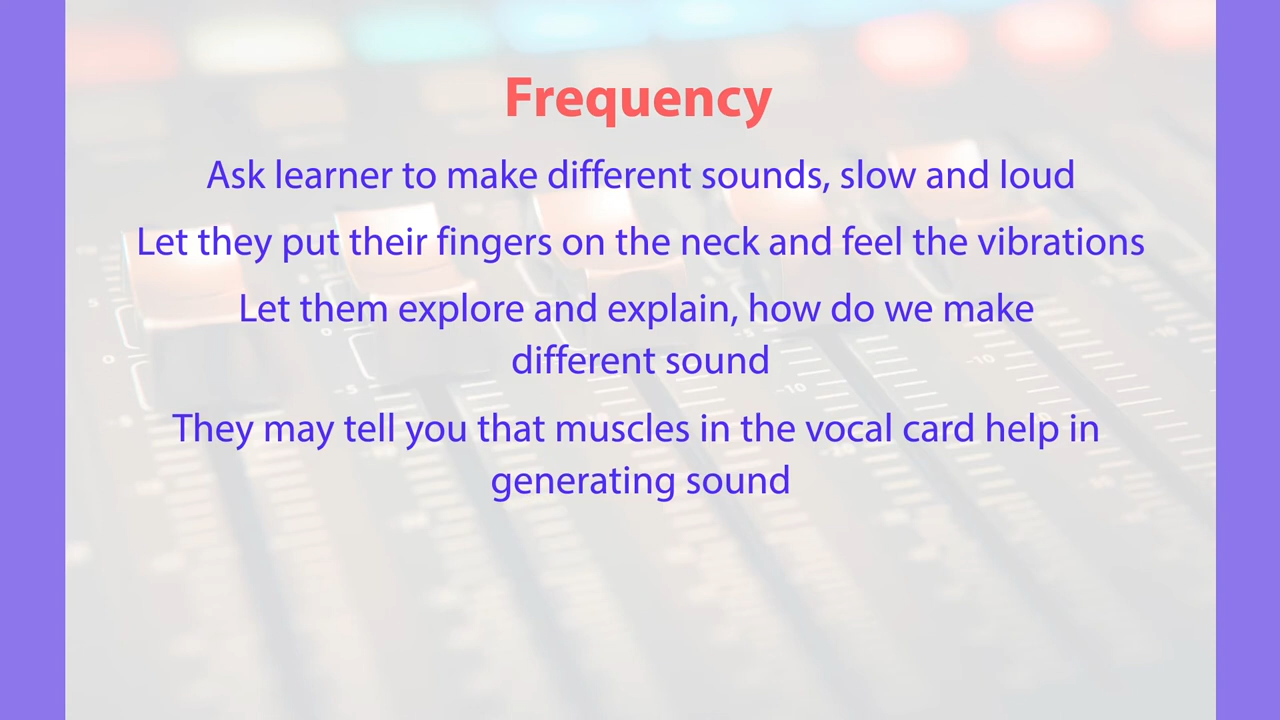 Frequency
Ask learner to make different sounds, slow and loud
Let they put their fingers on the neck and feel the vibrations
Let them explore and explain, how do we make
different sound
They may tell you that muscles in the vocal card help in
generating sound